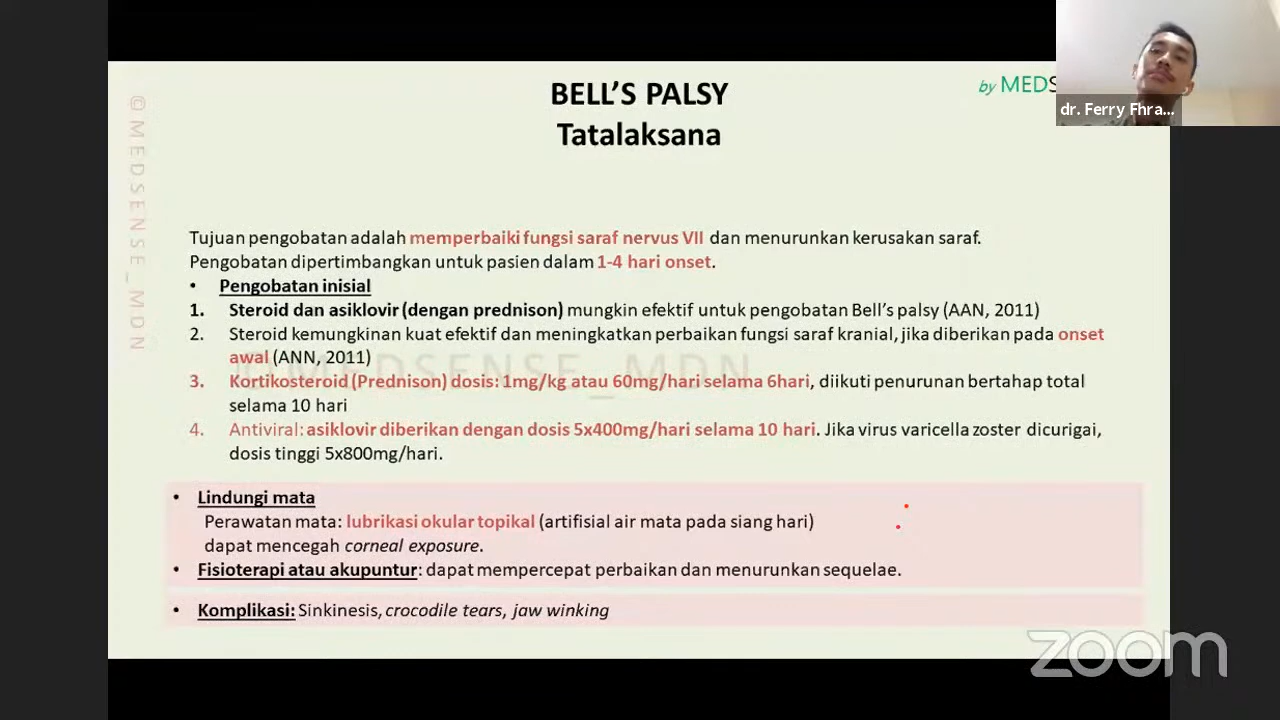 BELL'S PALSY
Tatalaksana
by MEDS
dr. Ferry Fhra...
©MEDSENSE_MDN
Tujuan pengobatan adalah memperbaiki fungsi saraf nervus VII dan menurunkan kerusakan saraf.
Pengobatan dipertimbangkan untuk pasien dalam 1-4 hari onset.
• Pengobatan inisial
1. Steroid dan asiklovir (dengan prednison) mungkin efektif untuk pengobatan Bell's palsy (AAN, 2011)
2. Steroid kemungkinan kuat efektif dan meningkatkan perbaikan fungsi saraf kranial, jika diberikan pada onset
awal (ANN, 2011)
©MEDSENSE_MDN
3. Kortikosteroid (Prednison) dosis: 1mg/kg atau 60mg/hari selama 6hari, diikuti penurunan bertahap total
selama 10 hari
4. Antiviral: asiklovir diberikan dengan dosis 5x400mg/hari selama 10 hari. Jika virus varicella zoster dicurigai,
dosis tinggi 5x800mg/hari.
• Lindungi mata
Perawatan mata: lubrikasi okular topikal (artifisial air mata pada siang hari)
dapat mencegah corneal exposure.
• Fisioterapi atau akupuntur: dapat mempercepat perbaikan dan menurunkan sequelae.
• Komplikasi: Sinkinesis, crocodile tears, jaw winking
zoom